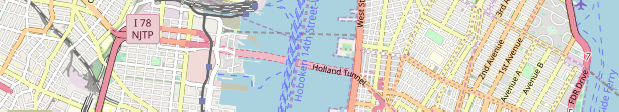 I 78
NJTP
Hoboken 14th Street
Holland Tunnel
West St
2nd Avenue
3rd A
1st Avenue
Avenue A
Avenue B
FDR Drive
ide Ferry